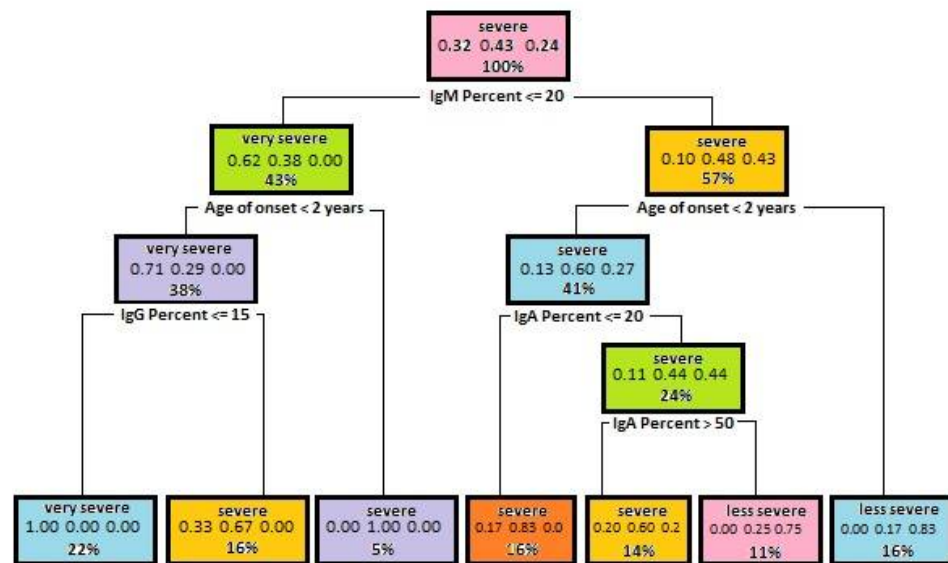 severe
0.32 0.43 0.24
100%
IgM Percent <= 20
very severe
0.62 0.38 0.00
43%
severe
0.10 0.48 0.43
57%
Age of onset < 2 years
Age of onset < 2 years
very severe
0.71 0.29 0.00
38%
severe
0.13 0.60 0.27
41%
IgG Percent <= 15
IgA Percent <= 20
severe
0.11 0.44 0.44
24%
IgA Percent > 50
very severe
1.00 0.00 0.00
22%
severe
0.33 0.67 0.00
16%
severe
0.00 1.00 0.00
5%
severe
0.17 0.83 0.0
16%
severe
0.20 0.60 0.2
14%
less severe
0.00 0.25 0.75
11%
less severe
0.00 0.17 0.83
16%